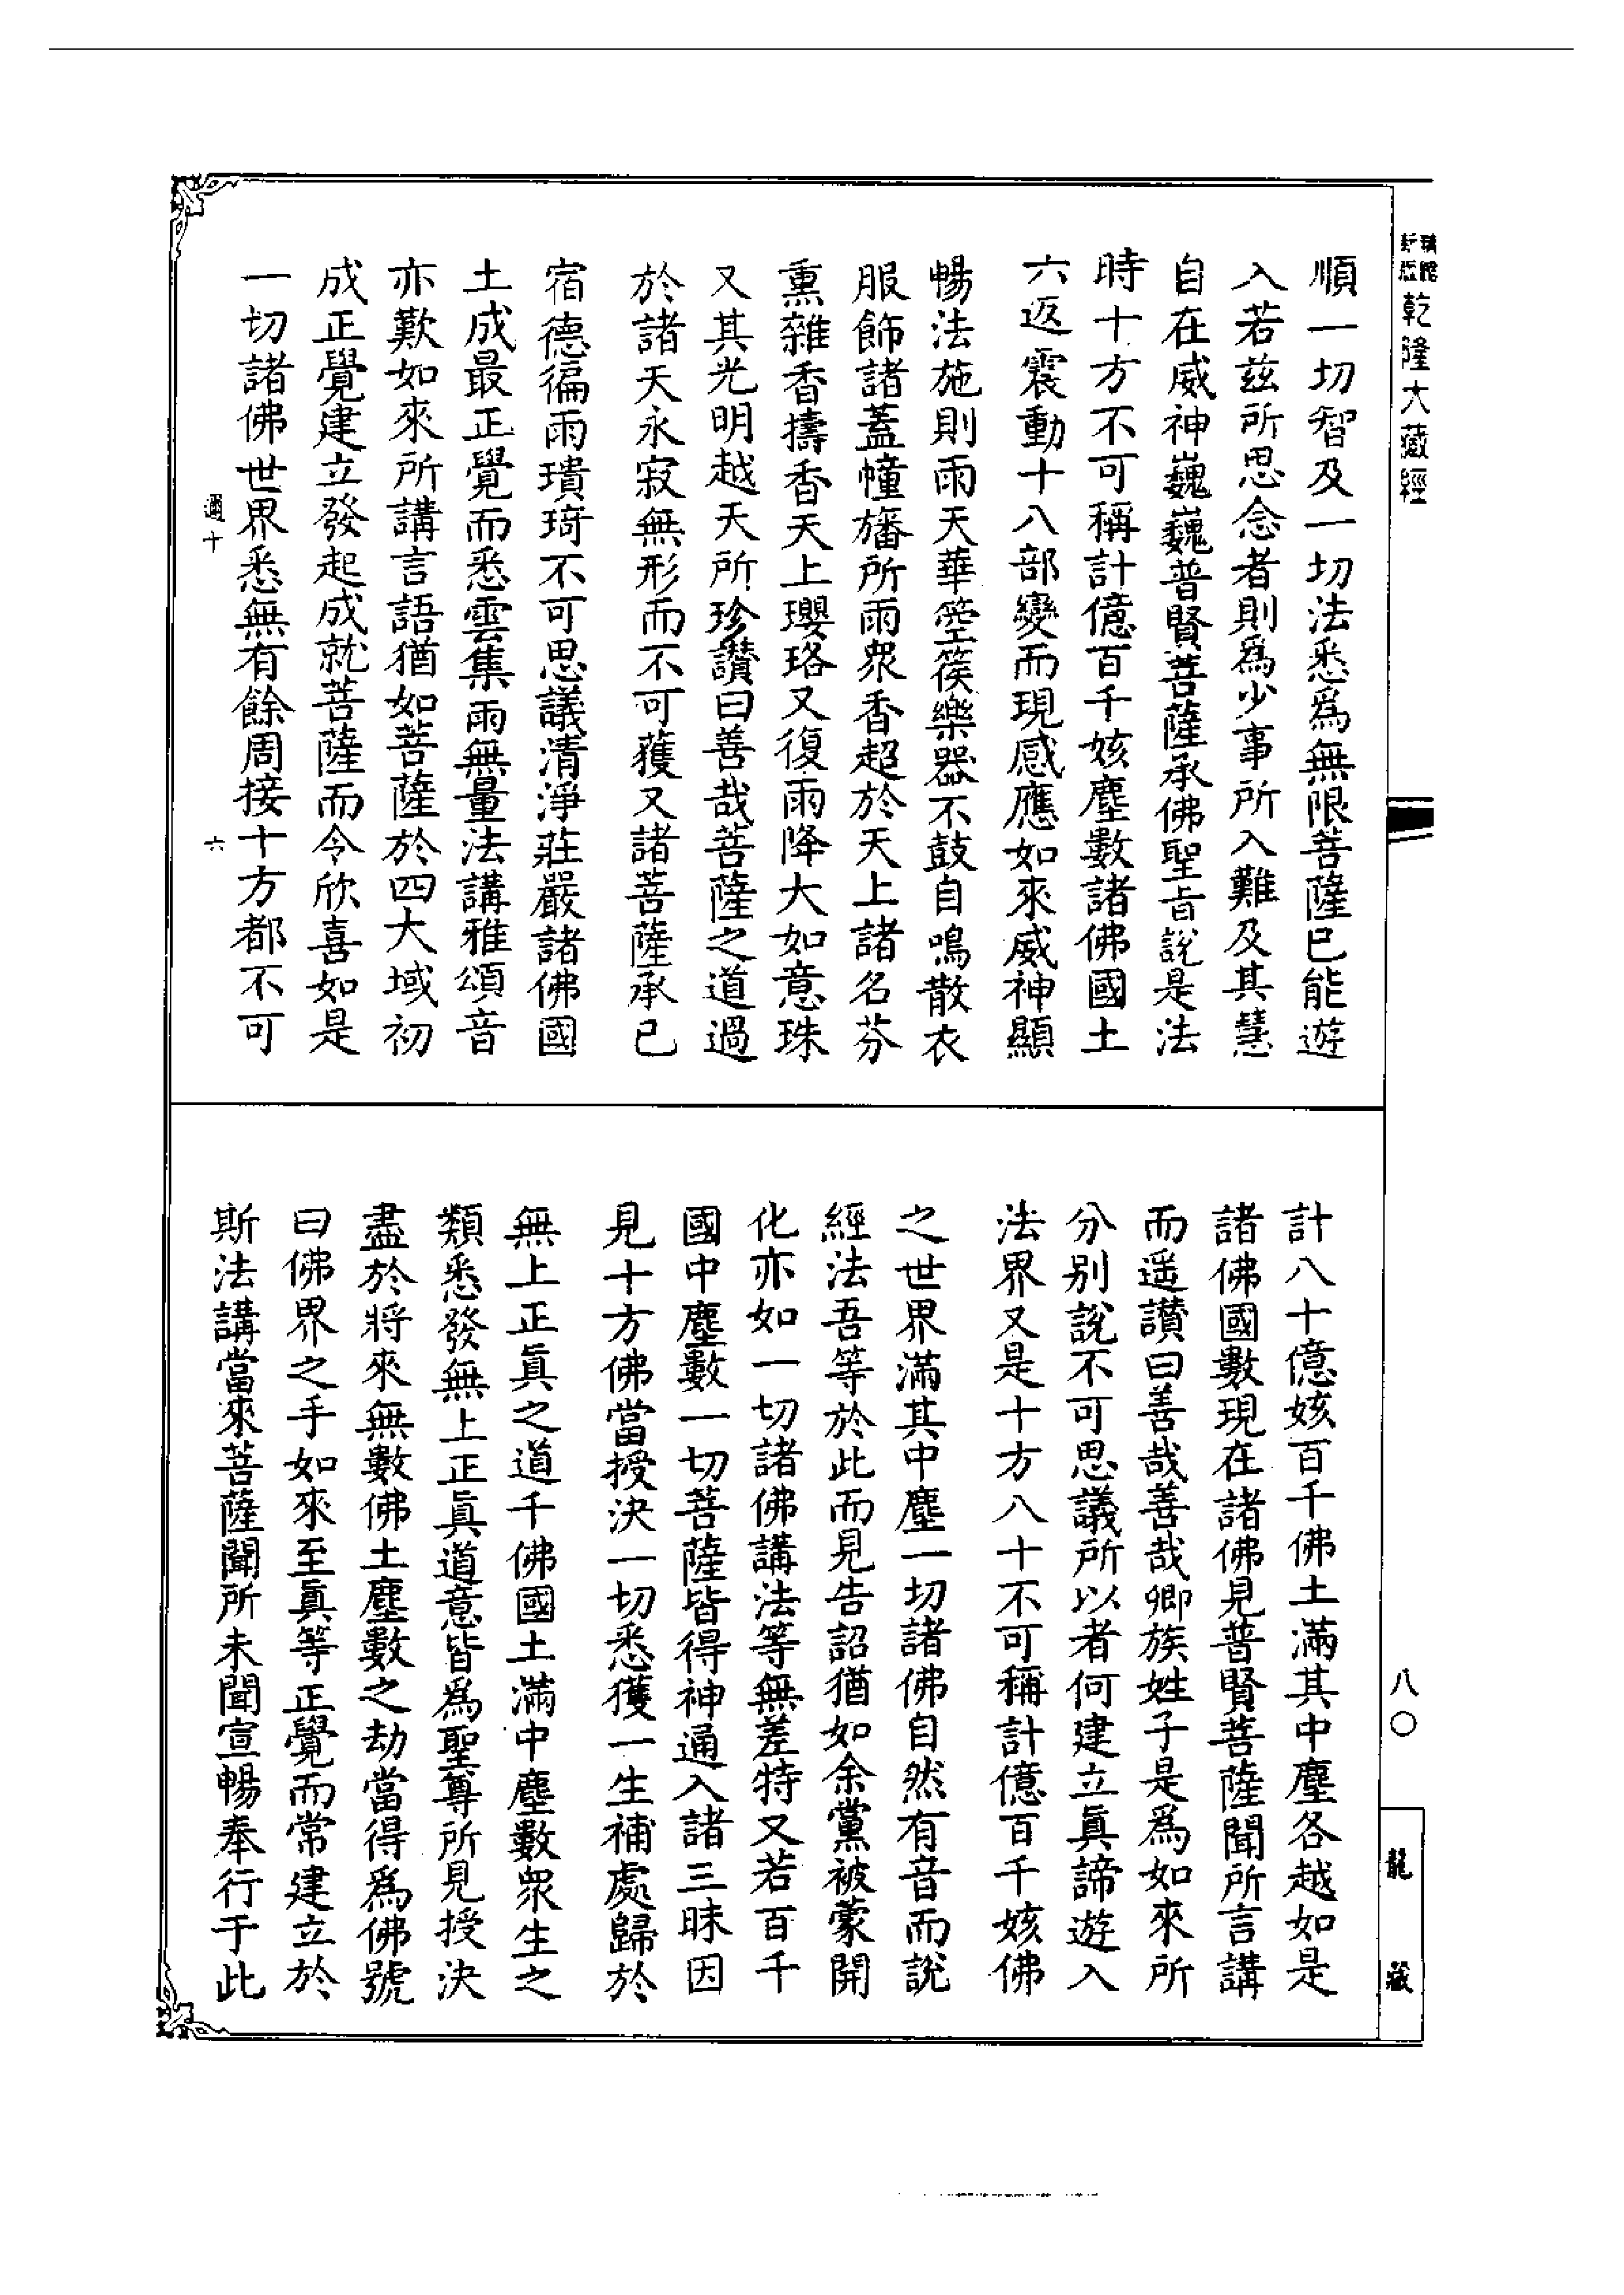 乾隆大藏經
順一切智及一切法悉爲無限菩薩已能遊
入若兹所思念者則爲少事所入難及其慧
自在威神巍巍普賢菩薩承佛聖旨說是法
時十方不可稱計億百千姟塵數諸佛國土
六返震動十八部變而現感應如來威神顯
暢法施則雨天華箜篌樂器不鼓自鳴散衣
服飾諸蓋幢旛所雨衆香超於天上諸名芬
熏雜香擣香天上瓔珞又復雨降大如意珠
又其光明越天所珍讚曰善哉菩薩之道過
於諸天永寂無形而不可獲又諸菩薩承已
宿德徧雨璝琦不可思議清淨莊嚴諸佛國
土成最正覺而悉雲集雨無量法講雅頌音
亦歎如來所講言語猶如菩薩於四大域初
成正覺建立發起成就菩薩而令欣喜如是
一切諸佛世界悉無有餘周接十方都不可
邇十
六
計八十億姟百千佛土滿其中塵各越如是
諸佛國數現在諸佛見普賢菩薩聞所言講
而遥讃曰善哉善哉卿族姓子是爲如來所
分别說不可思議所以者何建立眞諦遊入
法界又是十方八十不可稱計億百千姟佛
之世界滿其中塵一切諸佛自然有音而說
經法吾等於此而見告詔猶如余黨被蒙開
化亦如一切諸佛講法等無差特又若百千
國中塵數一切菩薩皆得神通入諸三昧因
見十方佛當授決一切悉獲一生補處歸於
無上正眞之道千佛國土滿中塵數衆生之
類悉發無上正眞道意皆爲聖尊所見授決
盡於將來無數佛土塵數之劫當得爲佛號
曰佛界之手如來至眞等正覺而常建立於
斯法講當來菩薩聞所未聞宣暢奉行于此
八〇
龍藏